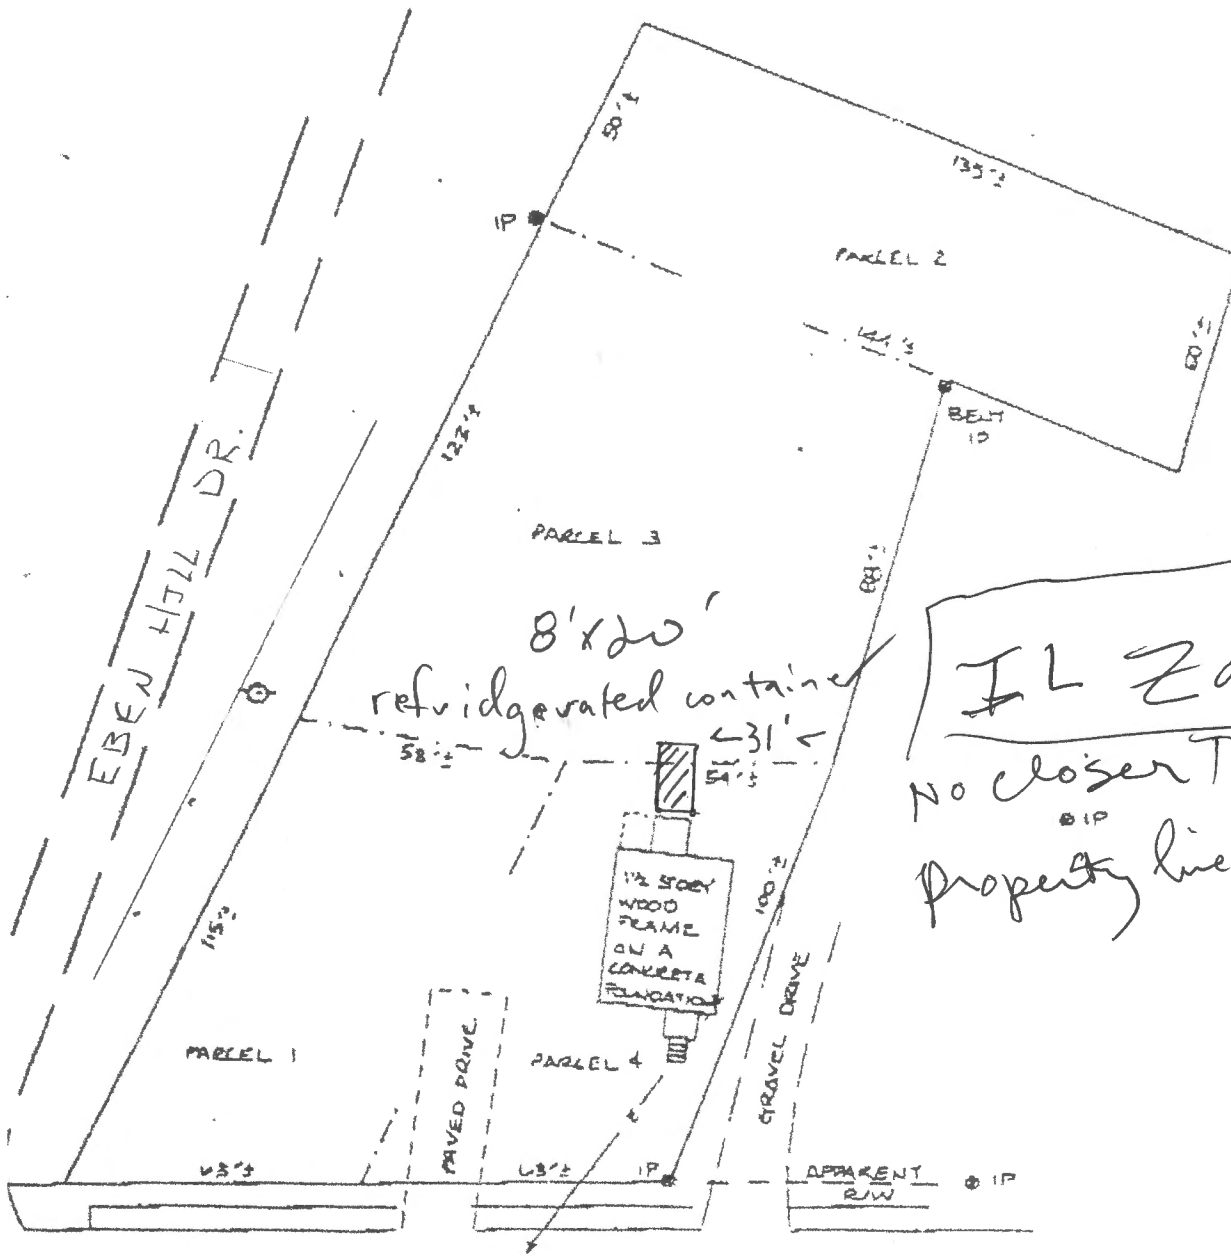 50'±
135'±
IP
PARCEL 2
144'±
60'±
BENT
IP
123'±
EBEN HILL DR.
PARCEL 3
88'±
8'x20'
refridgerated container
←31'←
58'±
54'±
IL
No closer
IP
Property line
1½ STORY
WOOD
FRAME
ON A
CONCRETE
FOUNDATION
100'±
115'±
GRAVEL DRIVE
PARCEL 1
PAVED DRIVE
PARCEL 4
63'±
63'±
IP
APPARENT
R/W
IP